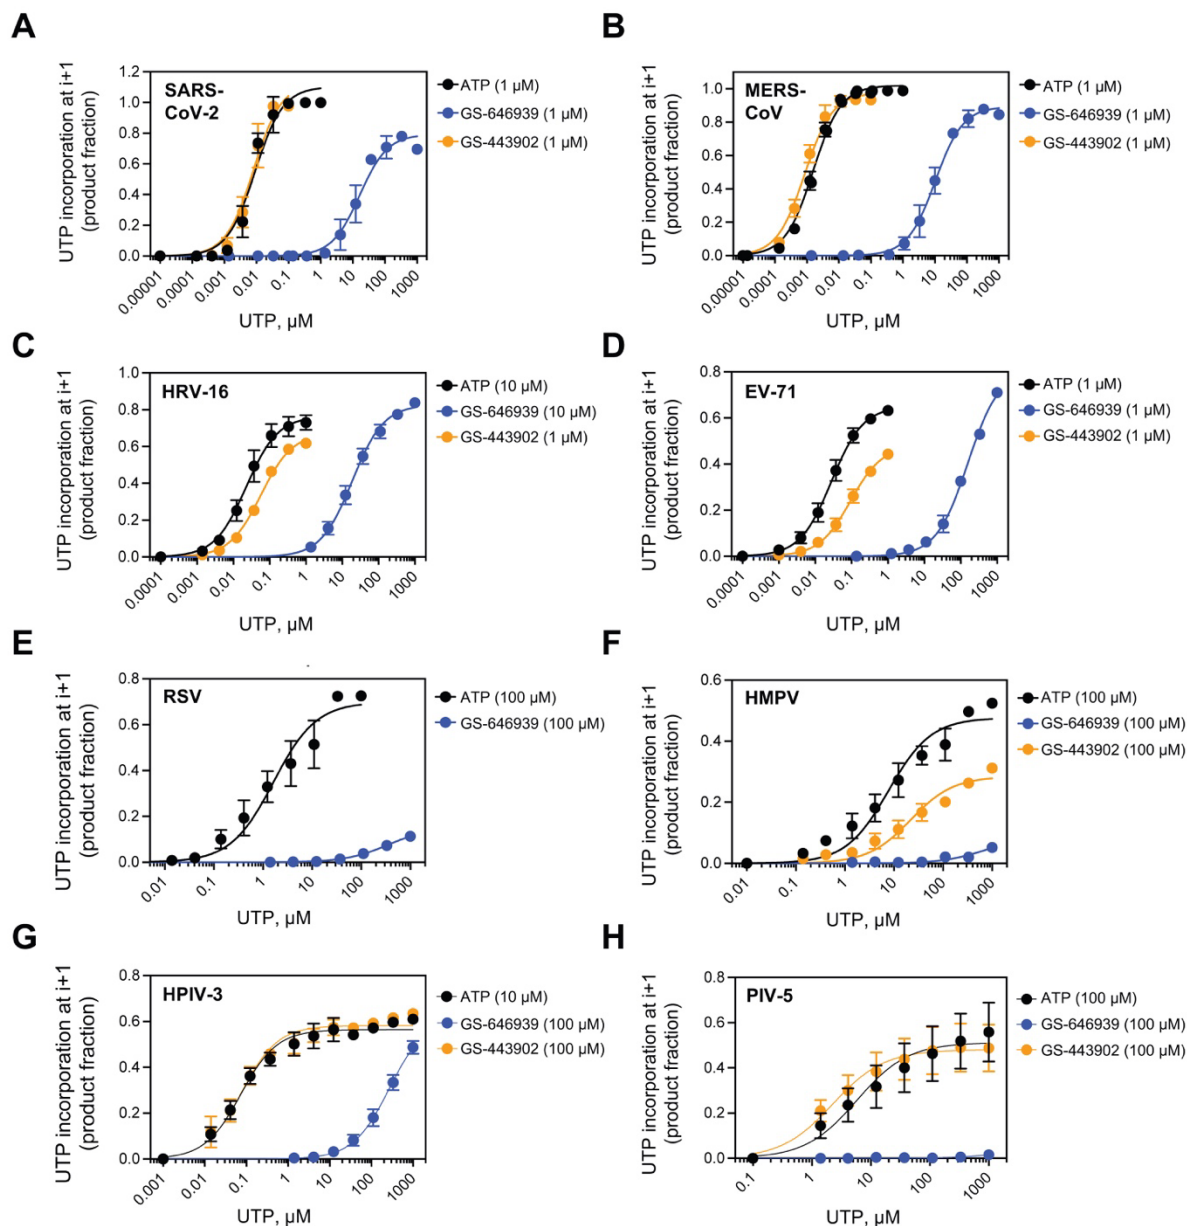 A
UTP incorporation at i+1
(product fraction)
1.2
1.0
0.8
0.6
0.4
0.2
0.0
SARS-
CoV-2
0.00001
0.0001
0.001
0.01
0.1
1
10
100
1000
UTP, µM
ATP (1 µM)
GS-646939 (1 µM)
GS-443902 (1 µM)
B
UTP incorporation at i+1
(product fraction)
1.0
0.8
0.6
0.4
0.2
0.0
MERS-
CoV
0.00001
0.0001
0.001
0.01
0.1
1
10
100
1000
UTP, µM
ATP (1 µM)
GS-646939 (1 µM)
GS-443902 (1 µM)
C
UTP incorporation at i+1
(product fraction)
1.0
0.8
0.6
0.4
0.2
0.0
HRV-16
0.0001
0.001
0.01
0.1
1
10
100
1000
UTP, µM
ATP (10 µM)
GS-646939 (10 µM)
GS-443902 (1 µM)
D
UTP incorporation at i+1
(product fraction)
0.8
0.6
0.4
0.2
0.0
EV-71
0.0001
0.001
0.01
0.1
1
10
100
1000
UTP, µM
ATP (1 µM)
GS-646939 (1 µM)
GS-443902 (1 µM)
E
UTP incorporation at i+1
(product fraction)
0.8
0.6
0.4
0.2
0.0
RSV
0.01
0.1
1
10
100
1000
UTP, µM
ATP (100 µM)
GS-646939 (100 µM)
F
UTP incorporation at i+1
(product fraction)
0.6
0.4
0.2
0.0
HMPV
0.01
0.1
1
10
100
1000
UTP, µM
ATP (100 µM)
GS-646939 (100 µM)
GS-443902 (100 µM)
G
UTP incorporation at i+1
(product fraction)
0.8
0.6
0.4
0.2
0.0
HPIV-3
0.001
0.01
0.1
1
10
100
1000
UTP, µM
ATP (10 µM)
GS-646939 (100 µM)
GS-443902 (100 µM)
H
UTP incorporation at i+1
(product fraction)
0.8
0.6
0.4
0.2
0.0
PIV-5
0.1
1
10
100
1000
UTP, µM
ATP (100 µM)
GS-646939 (100 µM)
GS-443902 (100 µM)